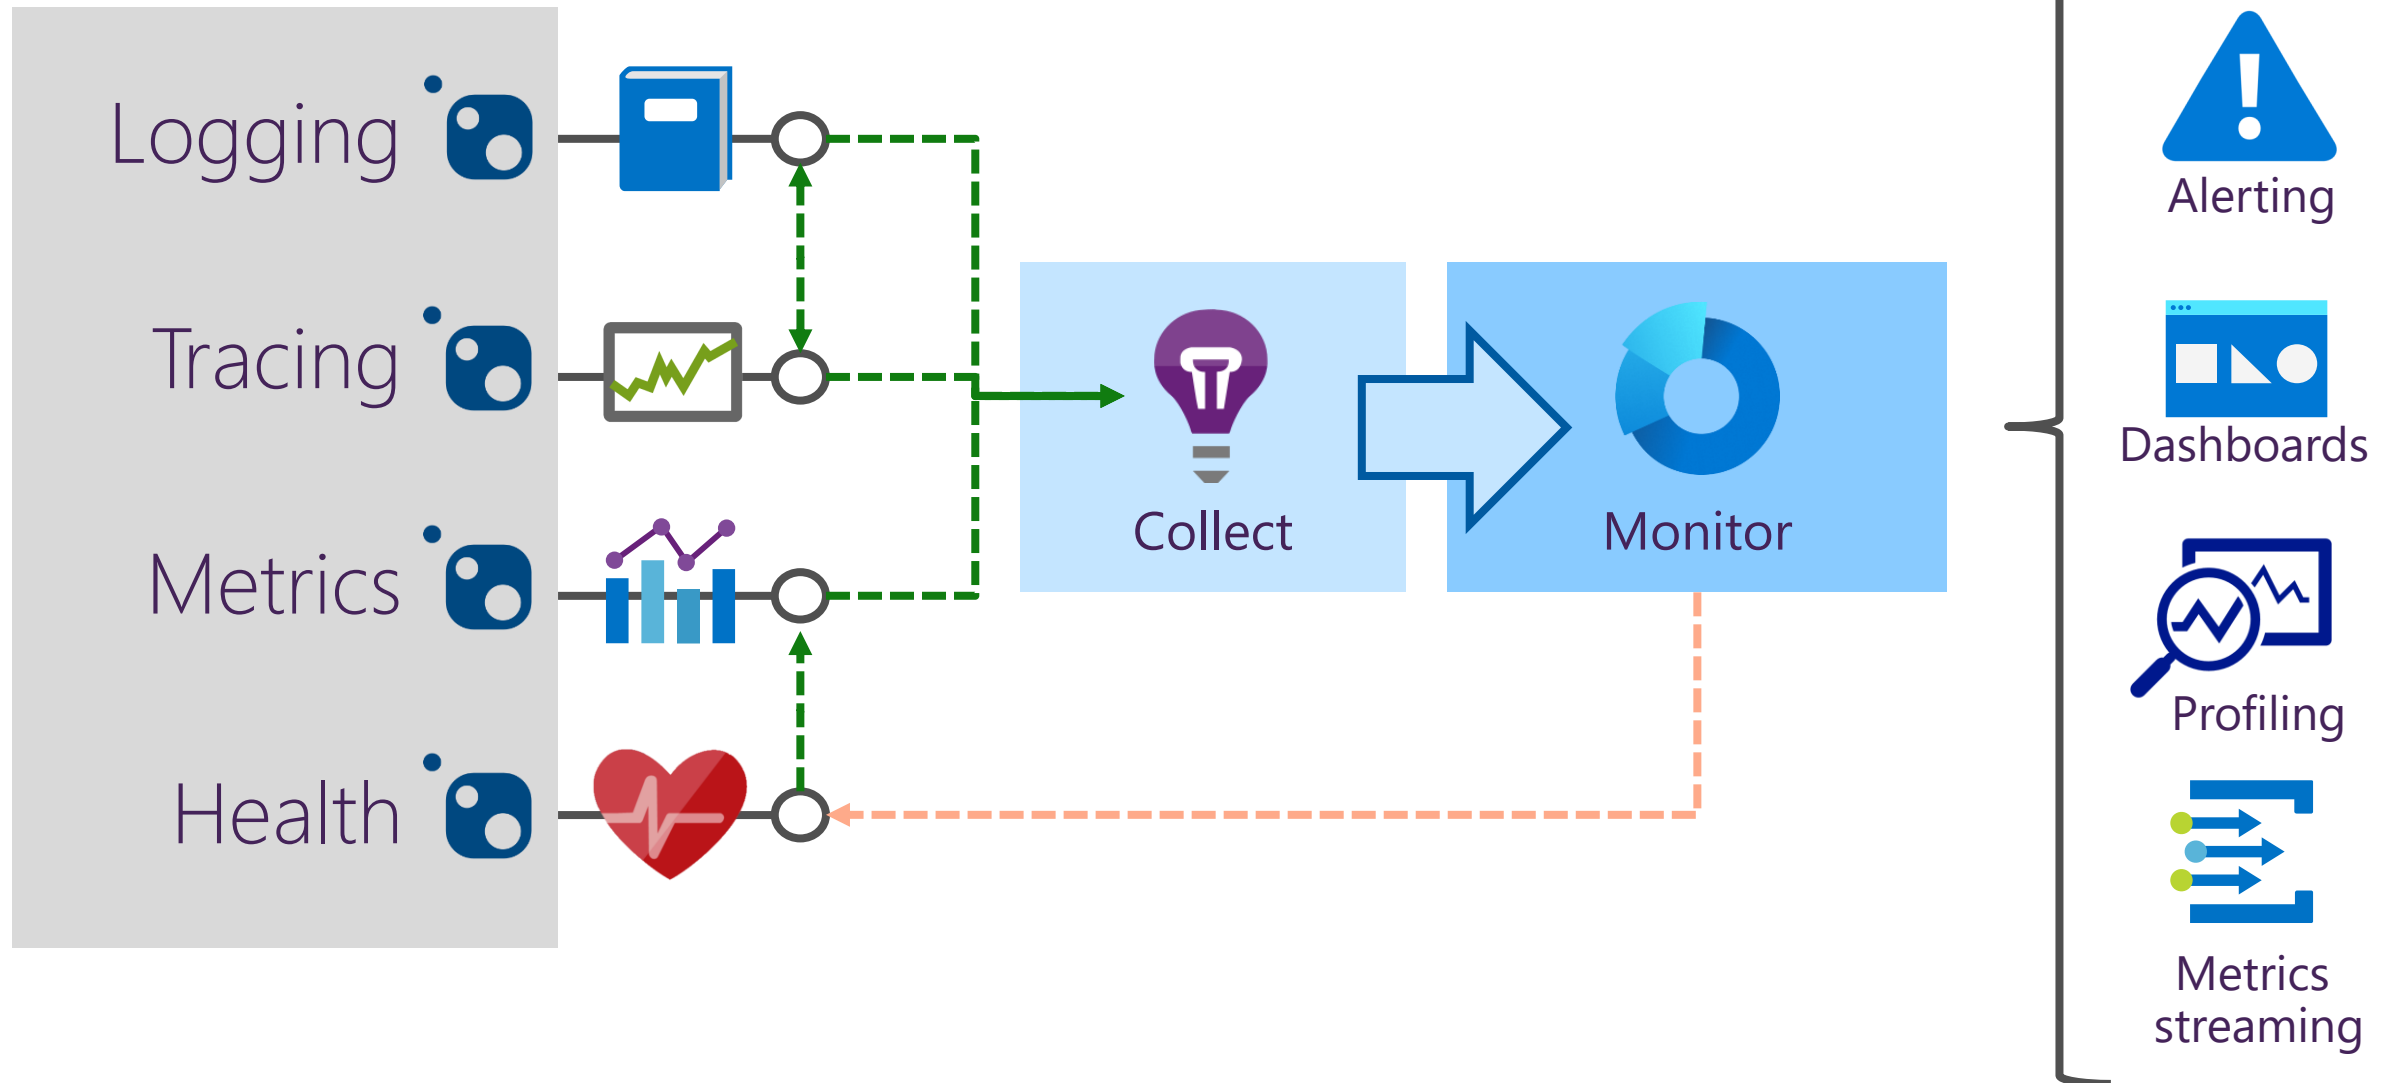 Logging
Tracing
Metrics
Health
Collect
Monitor
Alerting
Dashboards
Profiling
Metrics
streaming